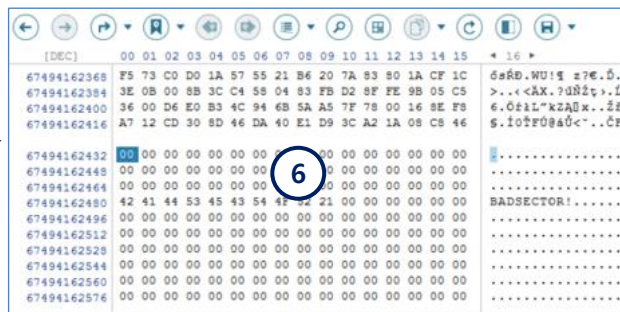 [DEC] 00 01 02 03 04 05 06 07 08 09 10 11 12 13 14 15 16
67494162368 F5 73 C0 D0 1A 57 55 21 B6 20 7A 83 80 1A CF 1C
67494162384 3E 0B 00 8B 3C C4 58 04 83 FB D2 8F FE 9B 05 C5
67494162400 36 00 D6 E0 B3 4C 94 6B 5A A5 7F 78 00 16 8E F8
67494162416 A7 12 CD 30 8D 46 DA 40 E1 D9 3C A2 1A 08 C8 46
67494162432 00 00 00 00 00 00 00 00 00 00 00 00 00 00
67494162448 00 00 00 00 00 00 00 00 00 00 00 00 00
6
67494162464 00 00 00 00 00 00 00 00 00 00 00 00 00
67494162480 42 41 44 53 45 43 54 4F 52 21 00 00 00 00 00 00 BADSECTOR!......
67494162496 00 00 00 00 00 00 00 00 00 00 00 00 00 00 00 00 ................
67494162512 00 00 00 00 00 00 00 00 00 00 00 00 00 00 00 00 ................
67494162528 00 00 00 00 00 00 00 00 00 00 00 00 00 00 00 00 ................
67494162544 00 00 00 00 00 00 00 00 00 00 00 00 00 00 00 00 ................
67494162560 00 00 00 00 00 00 00 00 00 00 00 00 00 00 00 00 ................
67494162576 00 00 00 00 00 00 00 00 00 00 00 00 00 00 00 00 ................